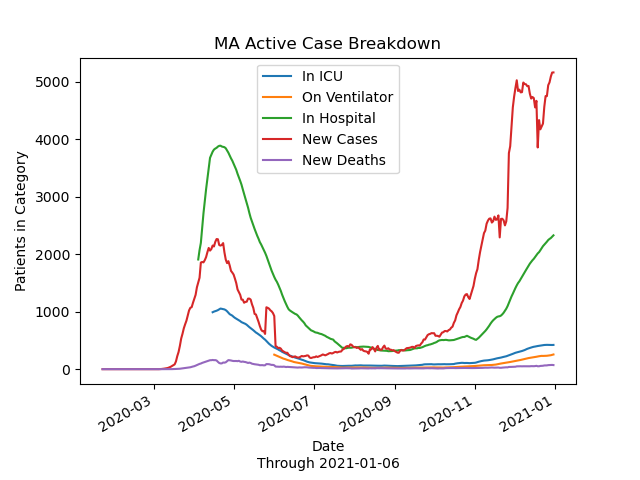 MA Active Case Breakdown
In ICU
On Ventilator
In Hospital
New Cases
New Deaths
Patients in Category
5000
4000
3000
2000
1000
0
2020-03
2020-05
2020-07
2020-09
2020-11
2021-01
Date
Through 2021-01-06